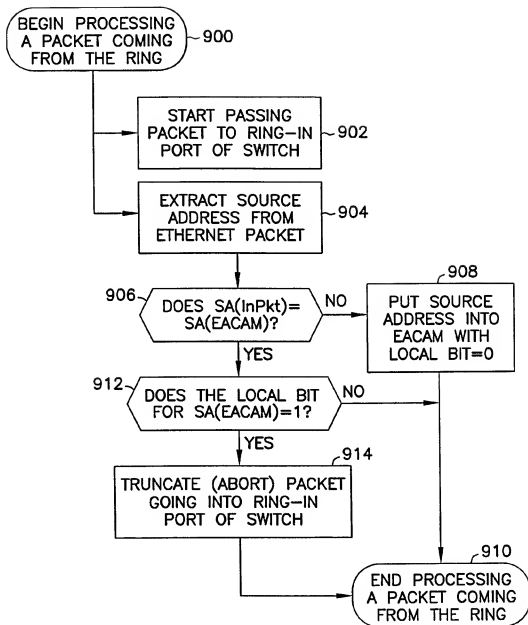 BEGIN PROCESSING
A PACKET COMING
FROM THE RING
900
START PASSING
PACKET TO RING-IN
PORT OF SWITCH
902
EXTRACT SOURCE
ADDRESS FROM
ETHERNET PACKET
904
906
DOES SA(InPkt)=
SA(EACAM)?
NO
YES
908
PUT SOURCE
ADDRESS INTO
EACAM WITH
LOCAL BIT=0
912
DOES THE LOCAL BIT
FOR SA(EACAM)=1?
NO
YES
914
TRUNCATE (ABORT) PACKET
GOING INTO RING-IN
PORT OF SWITCH
910
END PROCESSING
A PACKET COMING
FROM THE RING